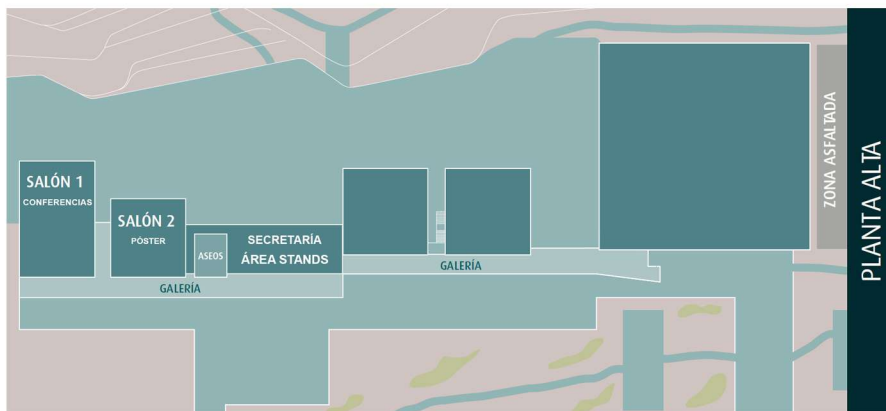 SALÓN 1
CONFERENCIAS
SALÓN 2
PÓSTER
ASEOS
SECRETARÍA
ÁREA STANDS
GALERÍA
GALERÍA
ZONA ASFALTADA
PLANTA ALTA